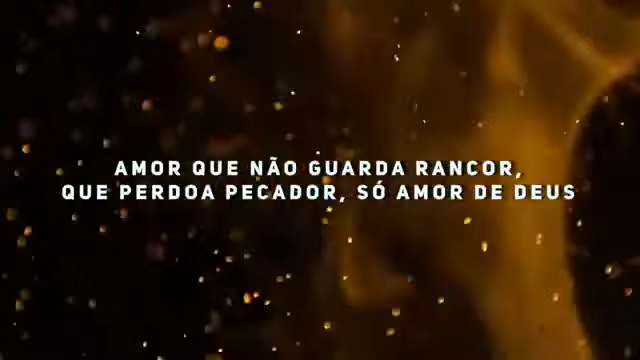 AMOR QUE NÃO GUARDA RANCOR,
QUE PERDOA PECADOR, SÓ AMOR DE DEUS